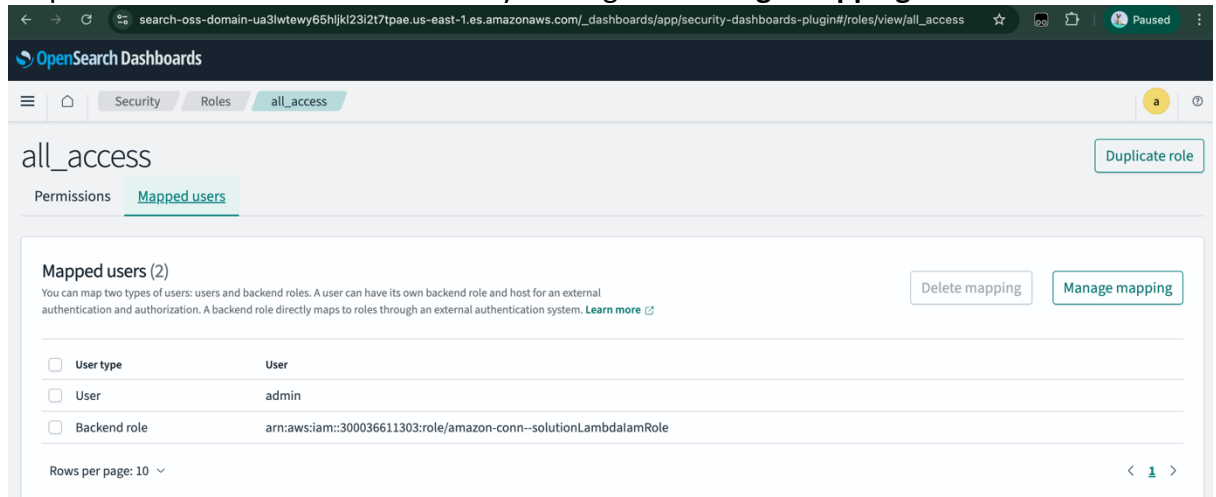 search-oss-domain-ua3lwtewy65hljkl23i2t7tpae.us-east-1.es.amazonaws.com/_dashboards/app/security-dashboards-plugin#/roles/view/all_access
Paused
OpenSearch Dashboards
Security Roles all_access
a
all_access
Duplicate role
Permissions Mapped users
Mapped users (2)
You can map two types of users: users and backend roles. A user can have its own backend role and host for an external
authentication and authorization. A backend role directly maps to roles through an external authentication system. Learn more
Delete mapping
Manage mapping
User type User
User admin
Backend role arn:aws:iam::300036611303:role/amazon-conn--solutionLambdaIamRole
Rows per page: 10
< 1 >